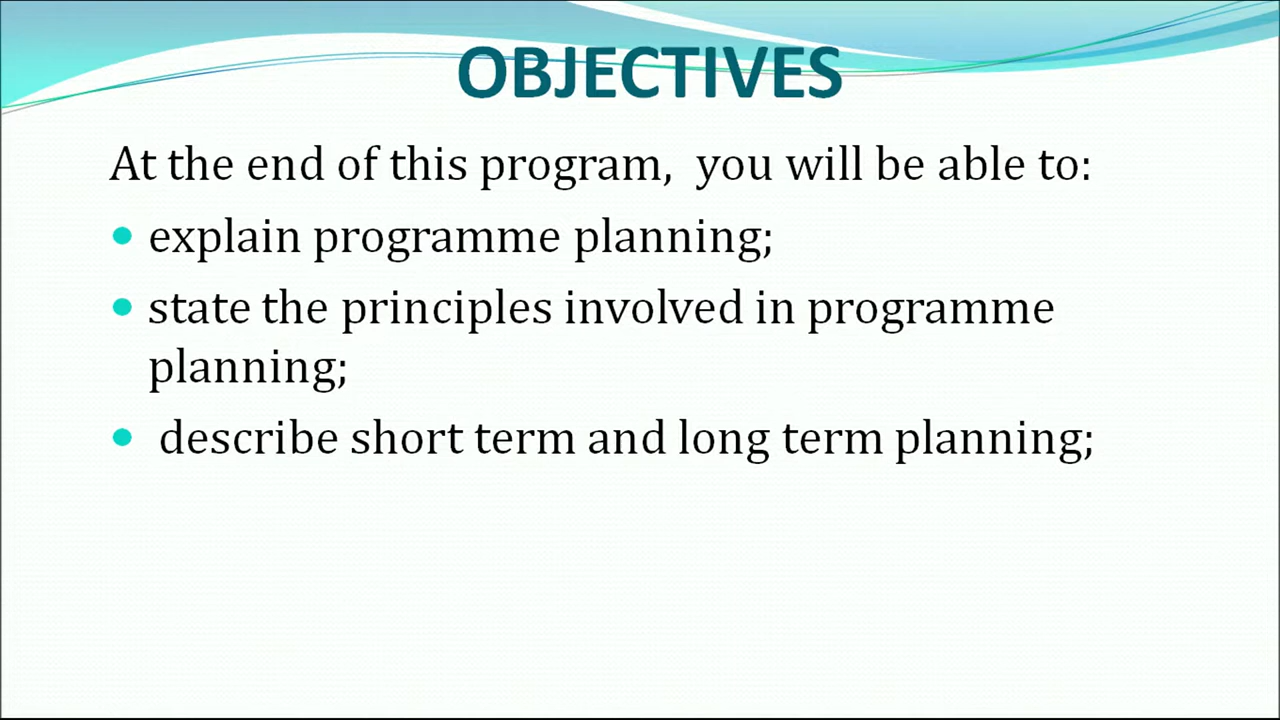 OBJECTIVES
At the end of this program,  you will be able to:
• explain programme planning;
• state the principles involved in programme
planning;
• describe short term and long term planning;